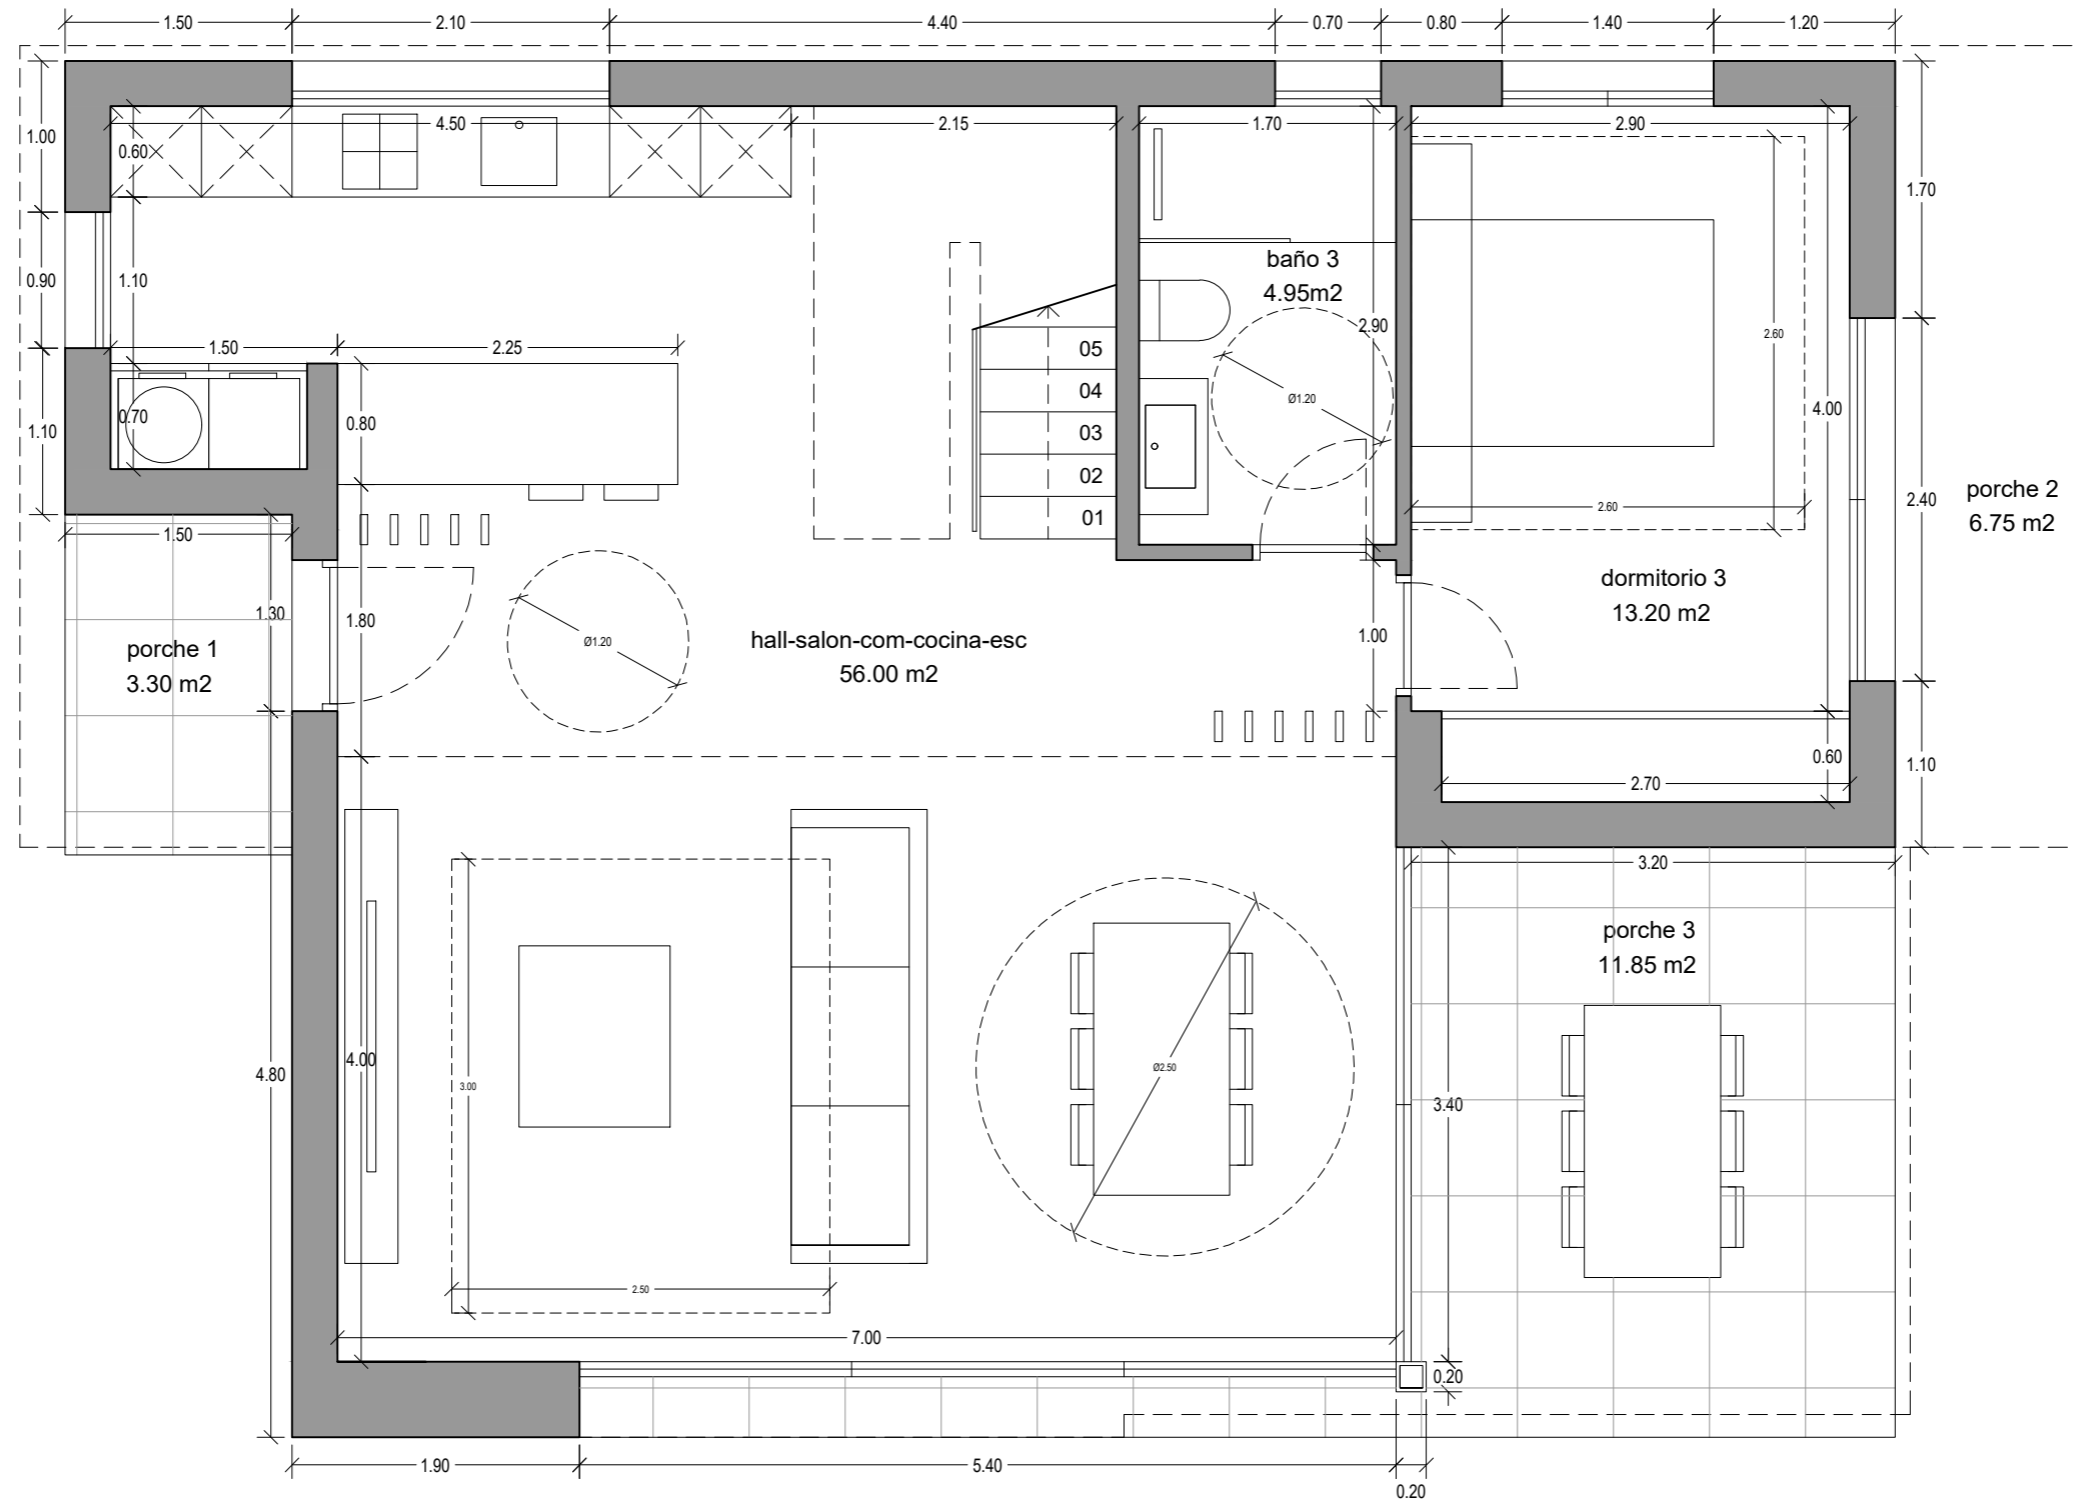 1.50 2.10 4.40 0.70 0.80 1.40 1.20
4.50 2.15 1.70 2.90
1.00
0.60
1.70
baño 3
4.95m2
0.90
1.10
2.90
2.60
1.50 2.25
05
04
03
02
01
Ø1.20
4.00
0.70
0.80
1.10
2.40
porche 2
6.75 m2
2.60
1.50
dormitorio 3
13.20 m2
1.30
1.80
Ø1.20
hall-salon-com-cocina-esc
56.00 m2
1.00
porche 1
3.30 m2
0.60
1.10
2.70
3.20
porche 3
11.85 m2
4.80
4.00
3.00
Ø2.50
3.40
2.50
7.00
0.20
1.90 5.40
0.20